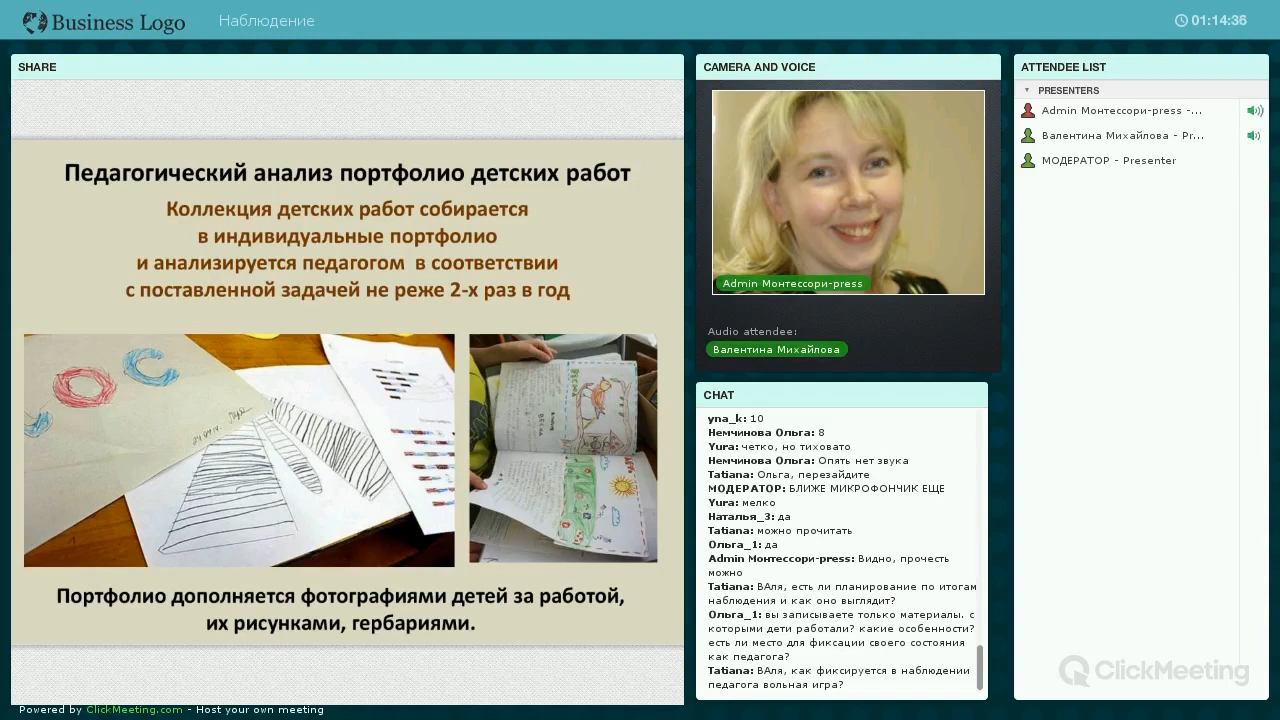 Business Logo
Наблюдение
01:14:36
SHARE
Педагогический анализ портфолио детских работ
Коллекция детских работ собирается
в индивидуальные портфолио
и анализируется педагогом в соответствии
с поставленной задачей не реже 2-х раз в год
Портфолио дополняется фотографиями детей за работой,
их рисунками, гербариями.
Powered by ClickMeeting.com - Host your own meeting
CAMERA AND VOICE
Admin Монтессори-press
Audio attendee:
Валентина Михайлова
CHAT
yna_k: 10
Немчинова Ольга: 8
Yura: четко, но тиховато
Немчинова Ольга: Опять нет звука
Tatiana: Ольга, перезайдите
МОДЕРАТОР: БЛИЖЕ МИКРОФОНЧИК ЕЩЕ
Yura: мелко
Наталья_3: да
Tatiana: можно прочитать
Ольга_1: да
Admin Монтессори-press: Видно, прочесть
можно
Tatiana: ВАля, есть ли планирование по итогам
наблюдения и как оно выглядит?
Ольга_1: вы записываете только материалы. с
которыми дети работали? какие особенности?
есть ли место для фиксации своего состояния
как педагога?
Tatiana: ВАля, как фиксируется в наблюдении
педагога вольная игра?
ATTENDEE LIST
PRESENTERS
Admin Монтессори-press -...
Валентина Михайлова - Pr...
МОДЕРАТОР - Presenter
ClickMeeting